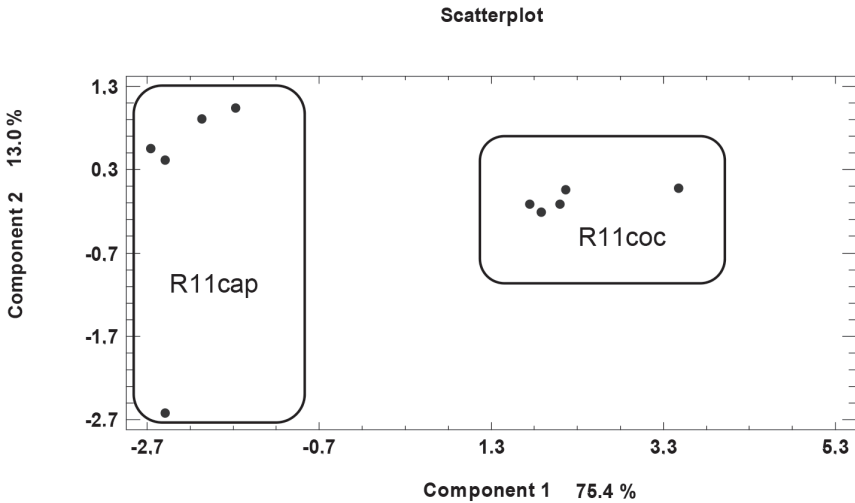 Scatterplot
Component 2 13.0 %
1.3
0.3
-0.7
-1.7
-2.7
R11cap
R11coc
-2.7 -0.7 1.3 3.3 5.3
Component 1 75.4 %